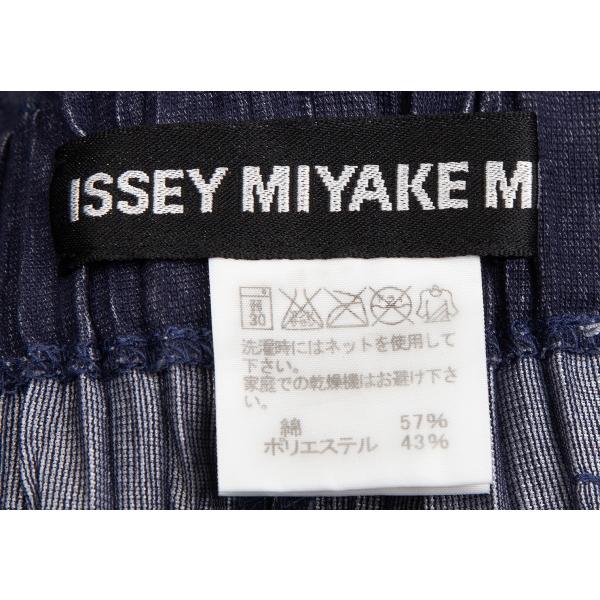 ISSEY MIYAKE M
弱
30
洗濯時にはネットを使用して
下さい。
家庭での乾燥機はお避け下さ
い。
綿 57%
ポリエステル 43%